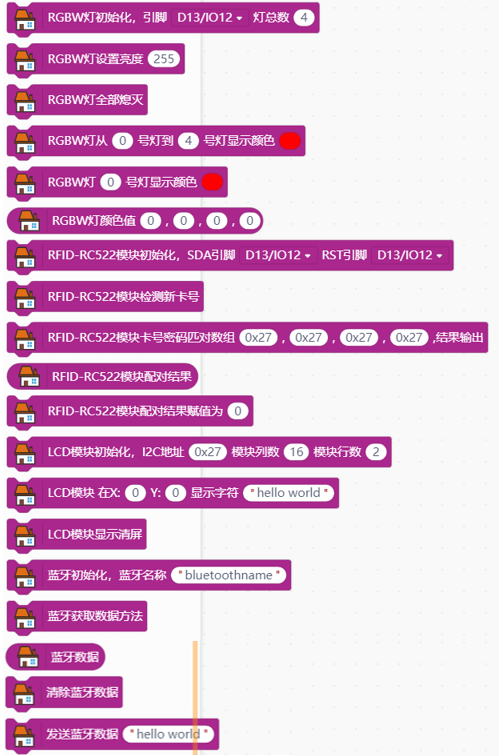 RGBW灯初始化，引脚 D13/IO12 灯总数 4
RGBW灯设置亮度 255
RGBW灯全部熄灭
RGBW灯从 0 号灯到 4 号灯显示颜色
RGBW灯 0 号灯显示颜色
RGBW灯颜色值 0 , 0 , 0 , 0
RFID-RC522模块初始化，SDA引脚 D13/IO12 RST引脚 D13/IO12
RFID-RC522模块检测新卡号
RFID-RC522模块卡号密码匹对数组 0x27 , 0x27 , 0x27 , 0x27 ,结果输出
RFID-RC522模块配对结果
RFID-RC522模块配对结果赋值为 0
LCD模块初始化，I2C地址 0x27 模块列数 16 模块行数 2
LCD模块 在X: 0 Y: 0 显示字符 "hello world"
LCD模块显示清屏
蓝牙初始化，蓝牙名称 "bluetoothname"
蓝牙获取数据方法
蓝牙数据
清除蓝牙数据
发送蓝牙数据 "hello world"